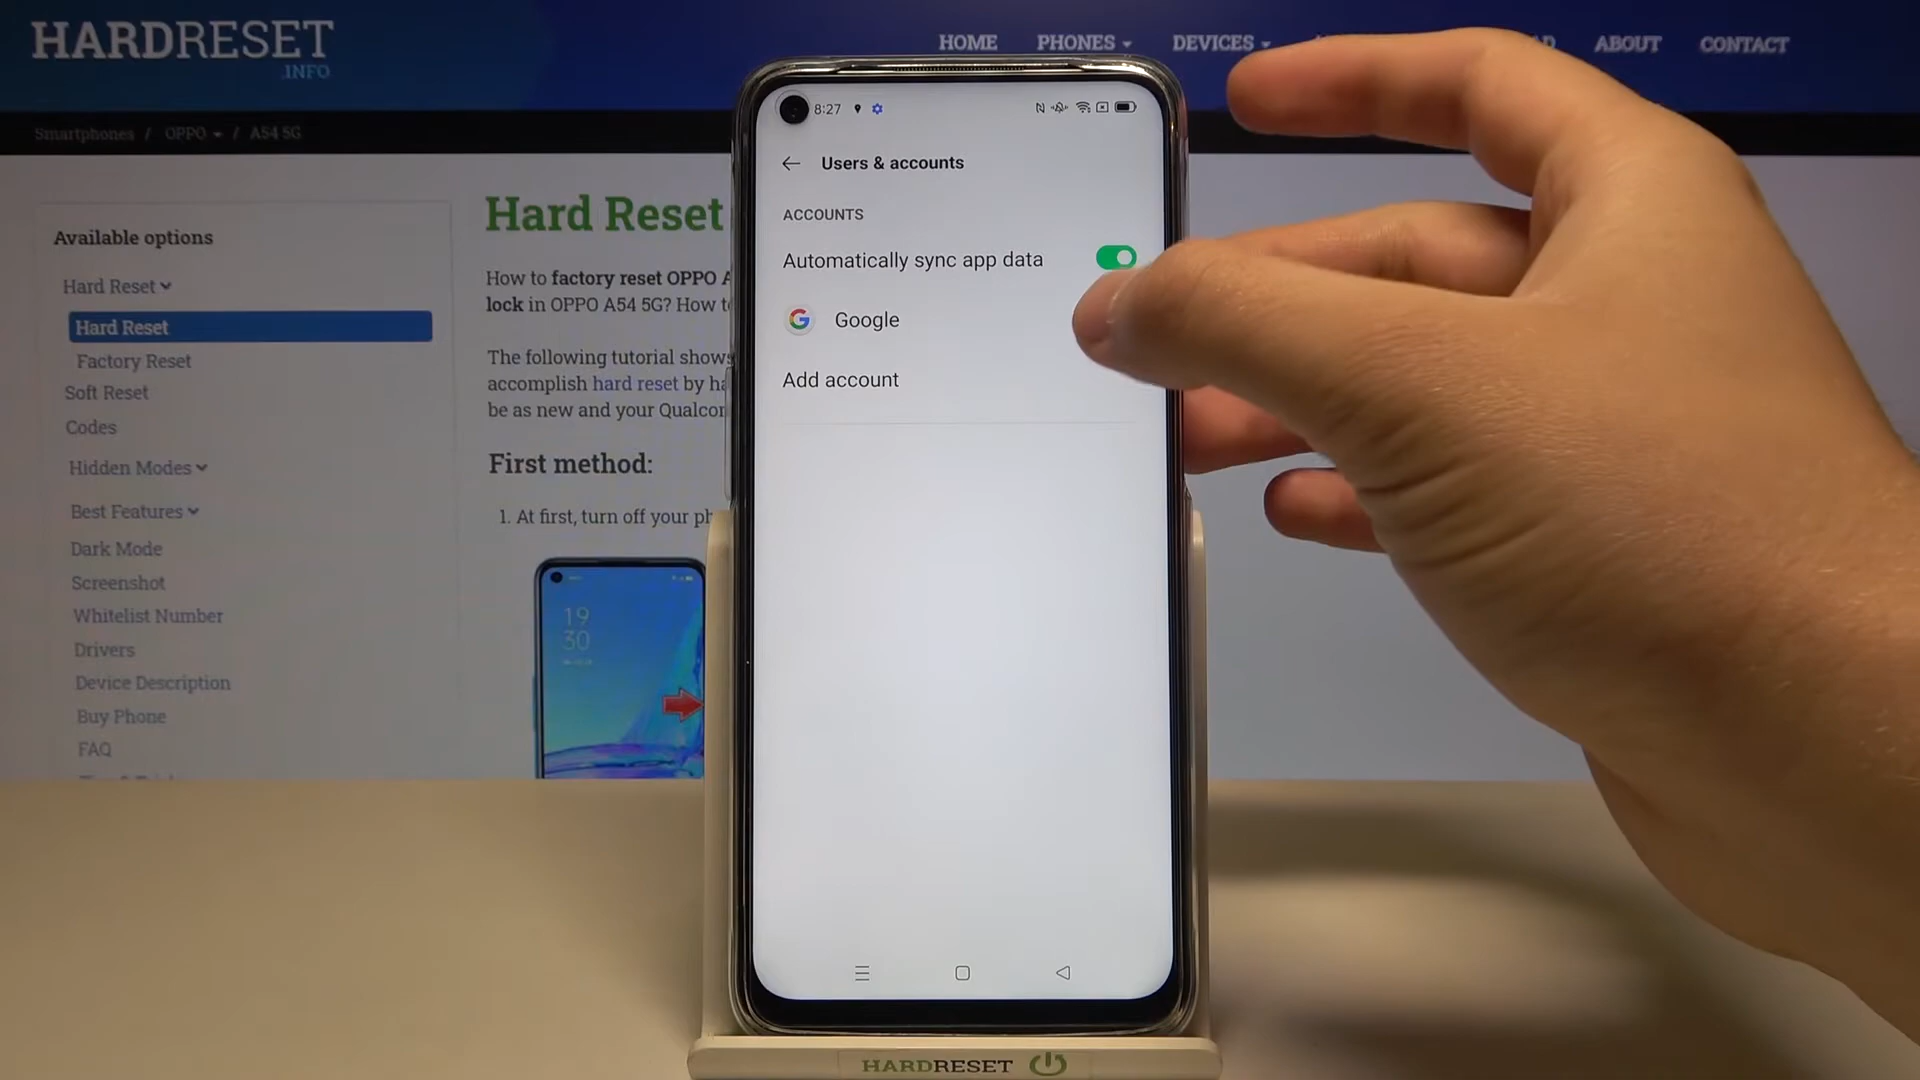 HARDRESET
.INFO
HOME PHONES DEVICES ABOUT CONTACT
Smartphones / OPPO / A54 5G
Available options
Hard Reset
Hard Reset
Factory Reset
Soft Reset
Codes
Hidden Modes
Best Features
Dark Mode
Screenshot
Whitelist Number
Drivers
Device Description
Buy Phone
FAQ
Hard Reset
How to factory reset OPPO A
lock in OPPO A54 5G? How
The following tutorial shows
accomplish hard reset by
be as new and your
First method:
1. At first, turn off your
19
30
8:27
Users & accounts
ACCOUNTS
Automatically sync app data
Google
Add account
HARDRESET